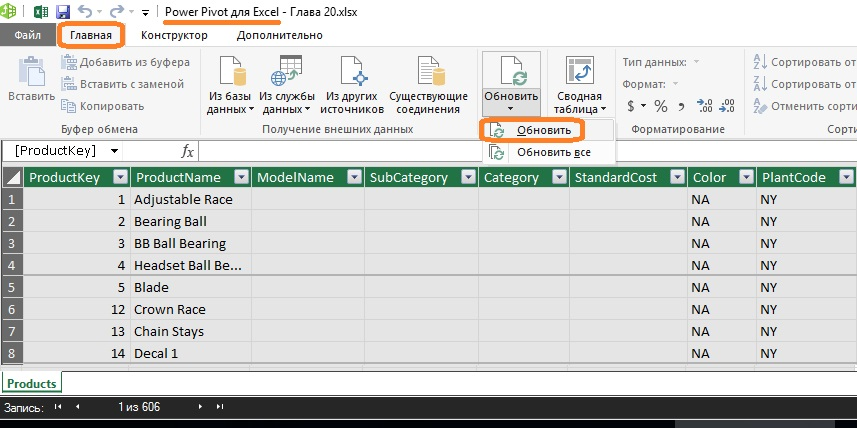 Power Pivot для Excel - Глава 20.xlsx
Файл Главная Конструктор Дополнительно
Вставить
Добавить из буфера
Вставить с заменой
Копировать
Буфер обмена
Из базы данных
Из службы данных
Из других источников
Существующие соединения
Получение внешних данных
Обновить
Обновить
Обновить все
Сводная таблица
Тип данных:
Формат:
$ % , ,00 ,00
Форматирование
Сортировать от
Сортировать от
Отменить сорти
Сорти
[ProductKey] fx
ProductKey ProductName ModelName SubCategory Category StandardCost Color PlantCode
1 1 Adjustable Race NA NY
2 2 Bearing Ball NA NY
3 3 BB Ball Bearing NA NY
4 4 Headset Ball Be... NA NY
5 5 Blade NA NY
6 12 Crown Race NA NY
7 13 Chain Stays NA NY
8 14 Decal 1 NA NY
Products
Запись: 1 из 606